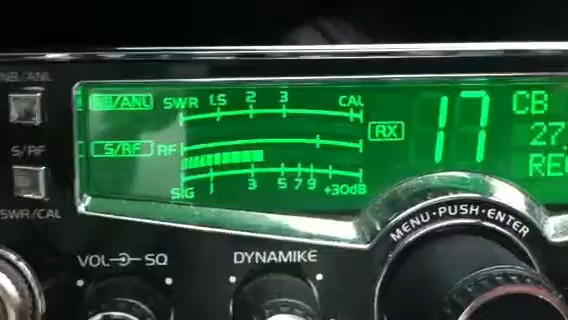 NB/ANL
NB/ANL
SWR 1.5 2 3 CAL
S/RF
S/RF
RF
RX
17
CB
27.
SIG 1 3 5 7 9 +30dB
SWR/CAL
MENU·PUSH·ENTER
VOL SQ
DYNAMIKE